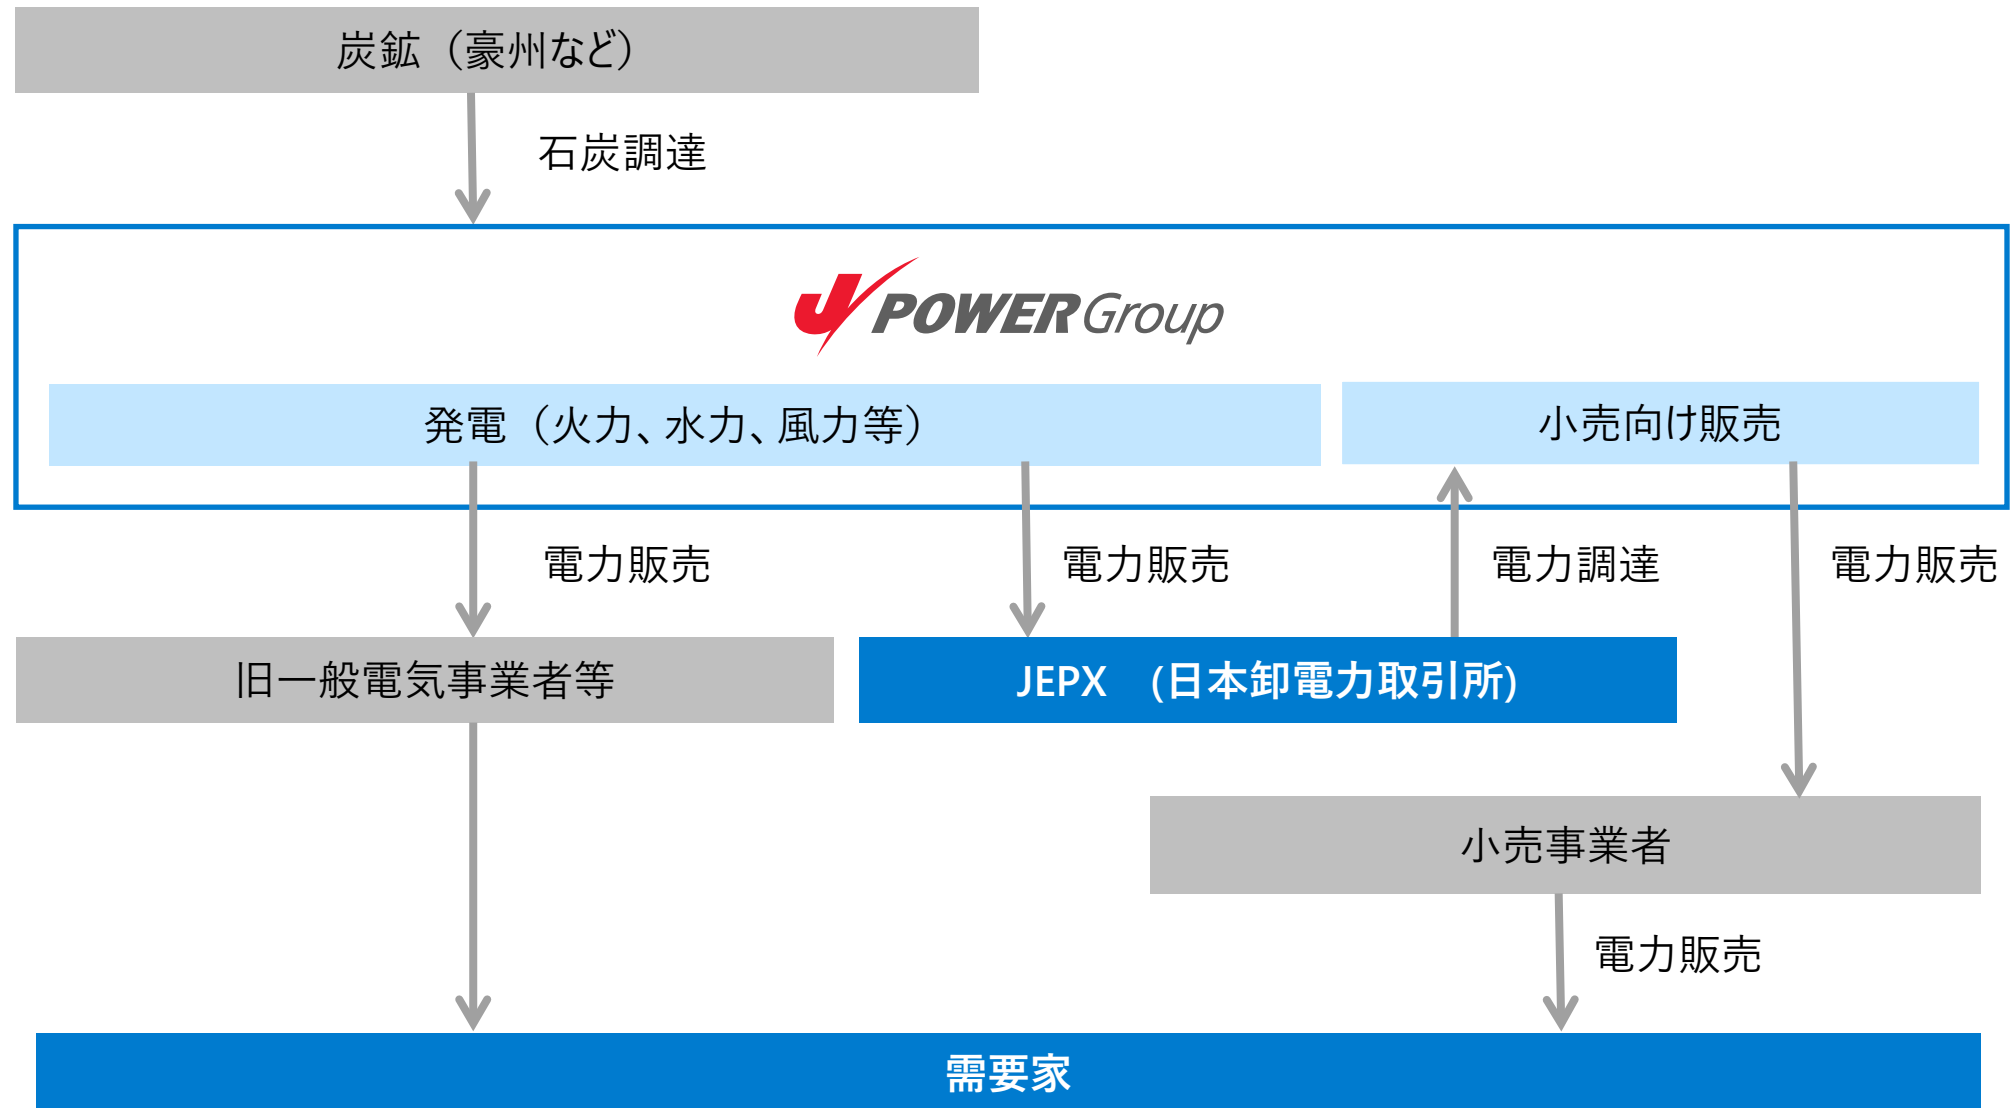 炭鉱（豪州など）
石炭調達
J POWER Group
発電（火力、水力、風力等）
小売向け販売
電力販売
電力販売
電力調達
電力販売
旧一般電気事業者等
JEPX　(日本卸電力取引所)
小売事業者
電力販売
需要家